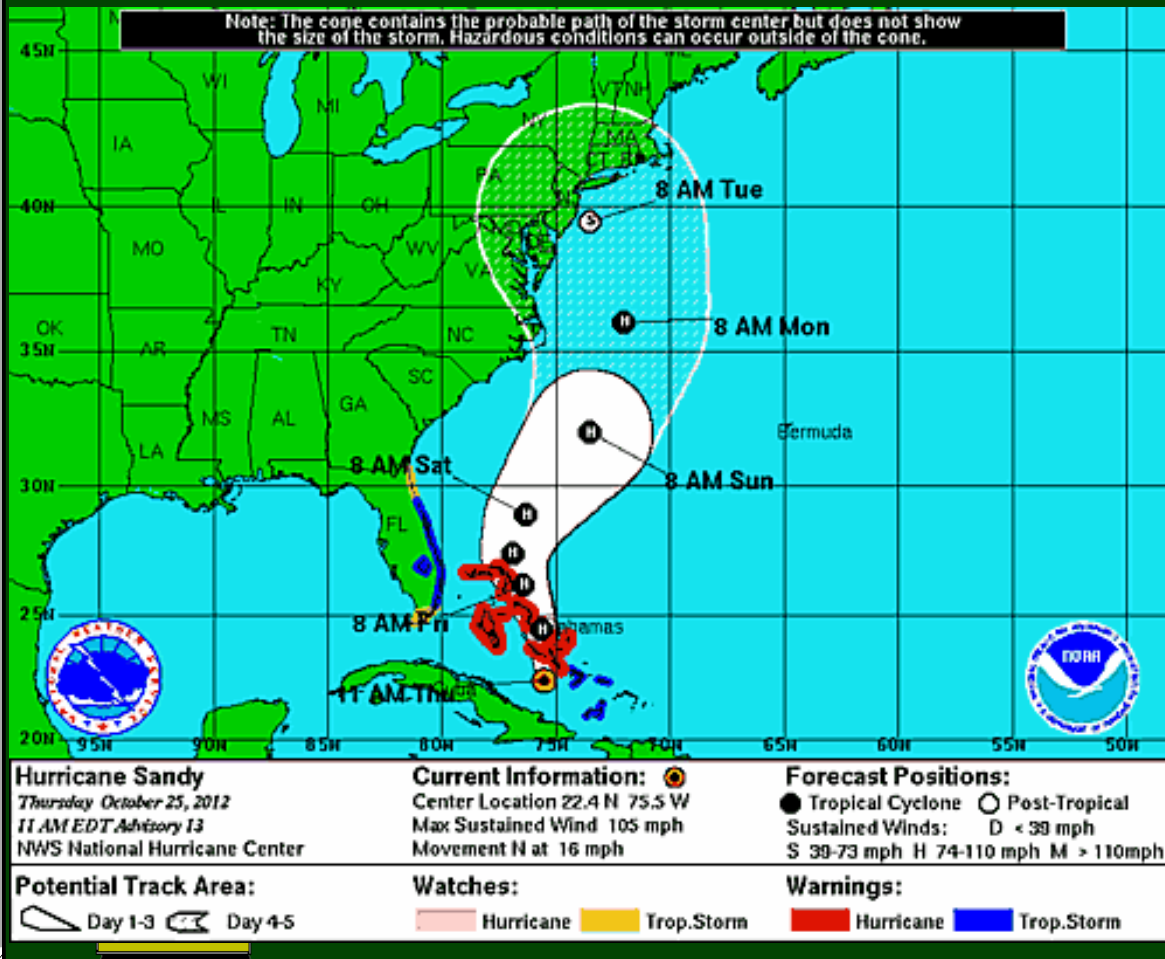 Note: The cone contains the probable path of the storm center but does not show
the size of the storm. Hazardous conditions can occur outside of the cone.
45N
WI
MI
VT
NH
NY
MA
IA
CT
PA
8 AM Tue
40N
IL
IN
OH
S
MO
WV
DE
KY
VA
H
8 AM Mon
OK
TN
NC
35N
AR
SC
MS
AL
GA
H
Bermuda
LA
8 AM Sat
8 AM Sun
30N
H
FL
H
H
25N
8 AM Fri
H
Bahamas
NOAA
11 AM Thu
20N
95W
90W
85W
80W
75W
70W
65W
60W
55W
50W
Hurricane Sandy
Thursday October 25, 2012
11 AM EDT Advisory 13
NWS National Hurricane Center
Current Information:
Center Location 22.4 N 75.5 W
Max Sustained Wind 105 mph
Movement N at 16 mph
Forecast Positions:
Tropical Cyclone Post-Tropical
Sustained Winds: D < 39 mph
S 39-73 mph H 74-110 mph M > 110mph
Potential Track Area:
Day 1-3 Day 4-5
Watches:
Hurricane Trop.Storm
Warnings:
Hurricane Trop.Storm